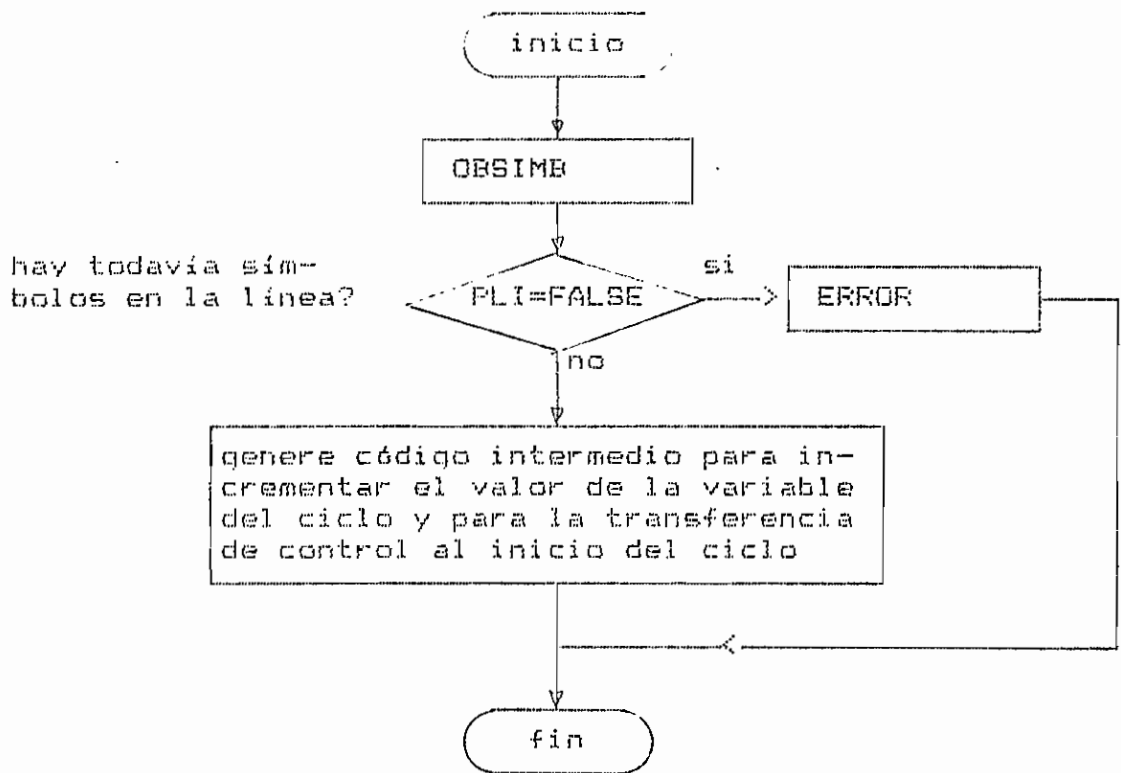 inicio
OBSIMB
hay todavía sím-
bolos en la línea?
PLI=FALSE
si
ERROR
no
genere código intermedio para in-
crementar el valor de la variable
del ciclo y para la transferencia
de control al inicio del ciclo
fin